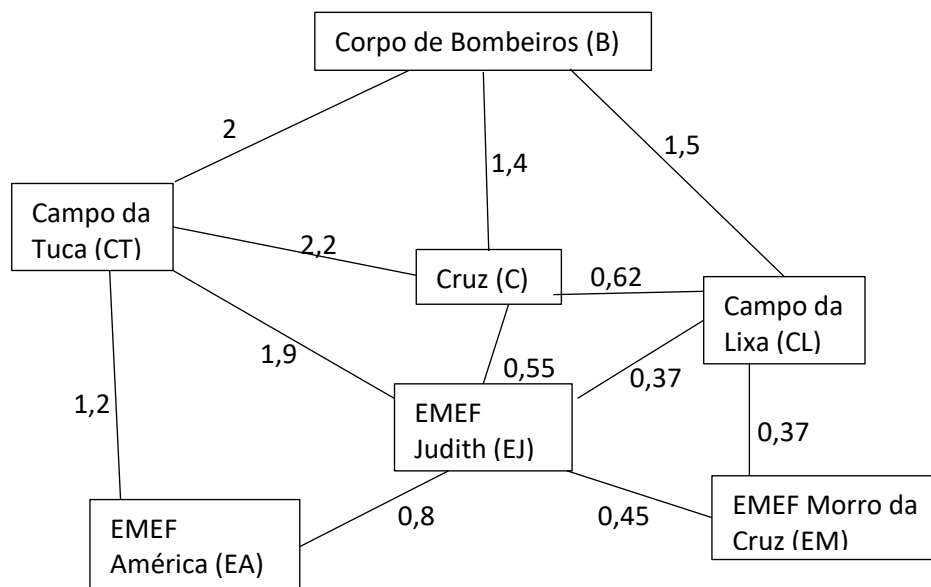 Corpo de Bombeiros (B)
2
1,4
1,5
Campo da
Tuca (CT)
2,2
Cruz (C)
0,62
Campo da
Lixa (CL)
1,9
0,55
0,37
1,2
EMEF
Judith (EJ)
0,37
EMEF
América (EA)
0,8
0,45
EMEF Morro da
Cruz (EM)